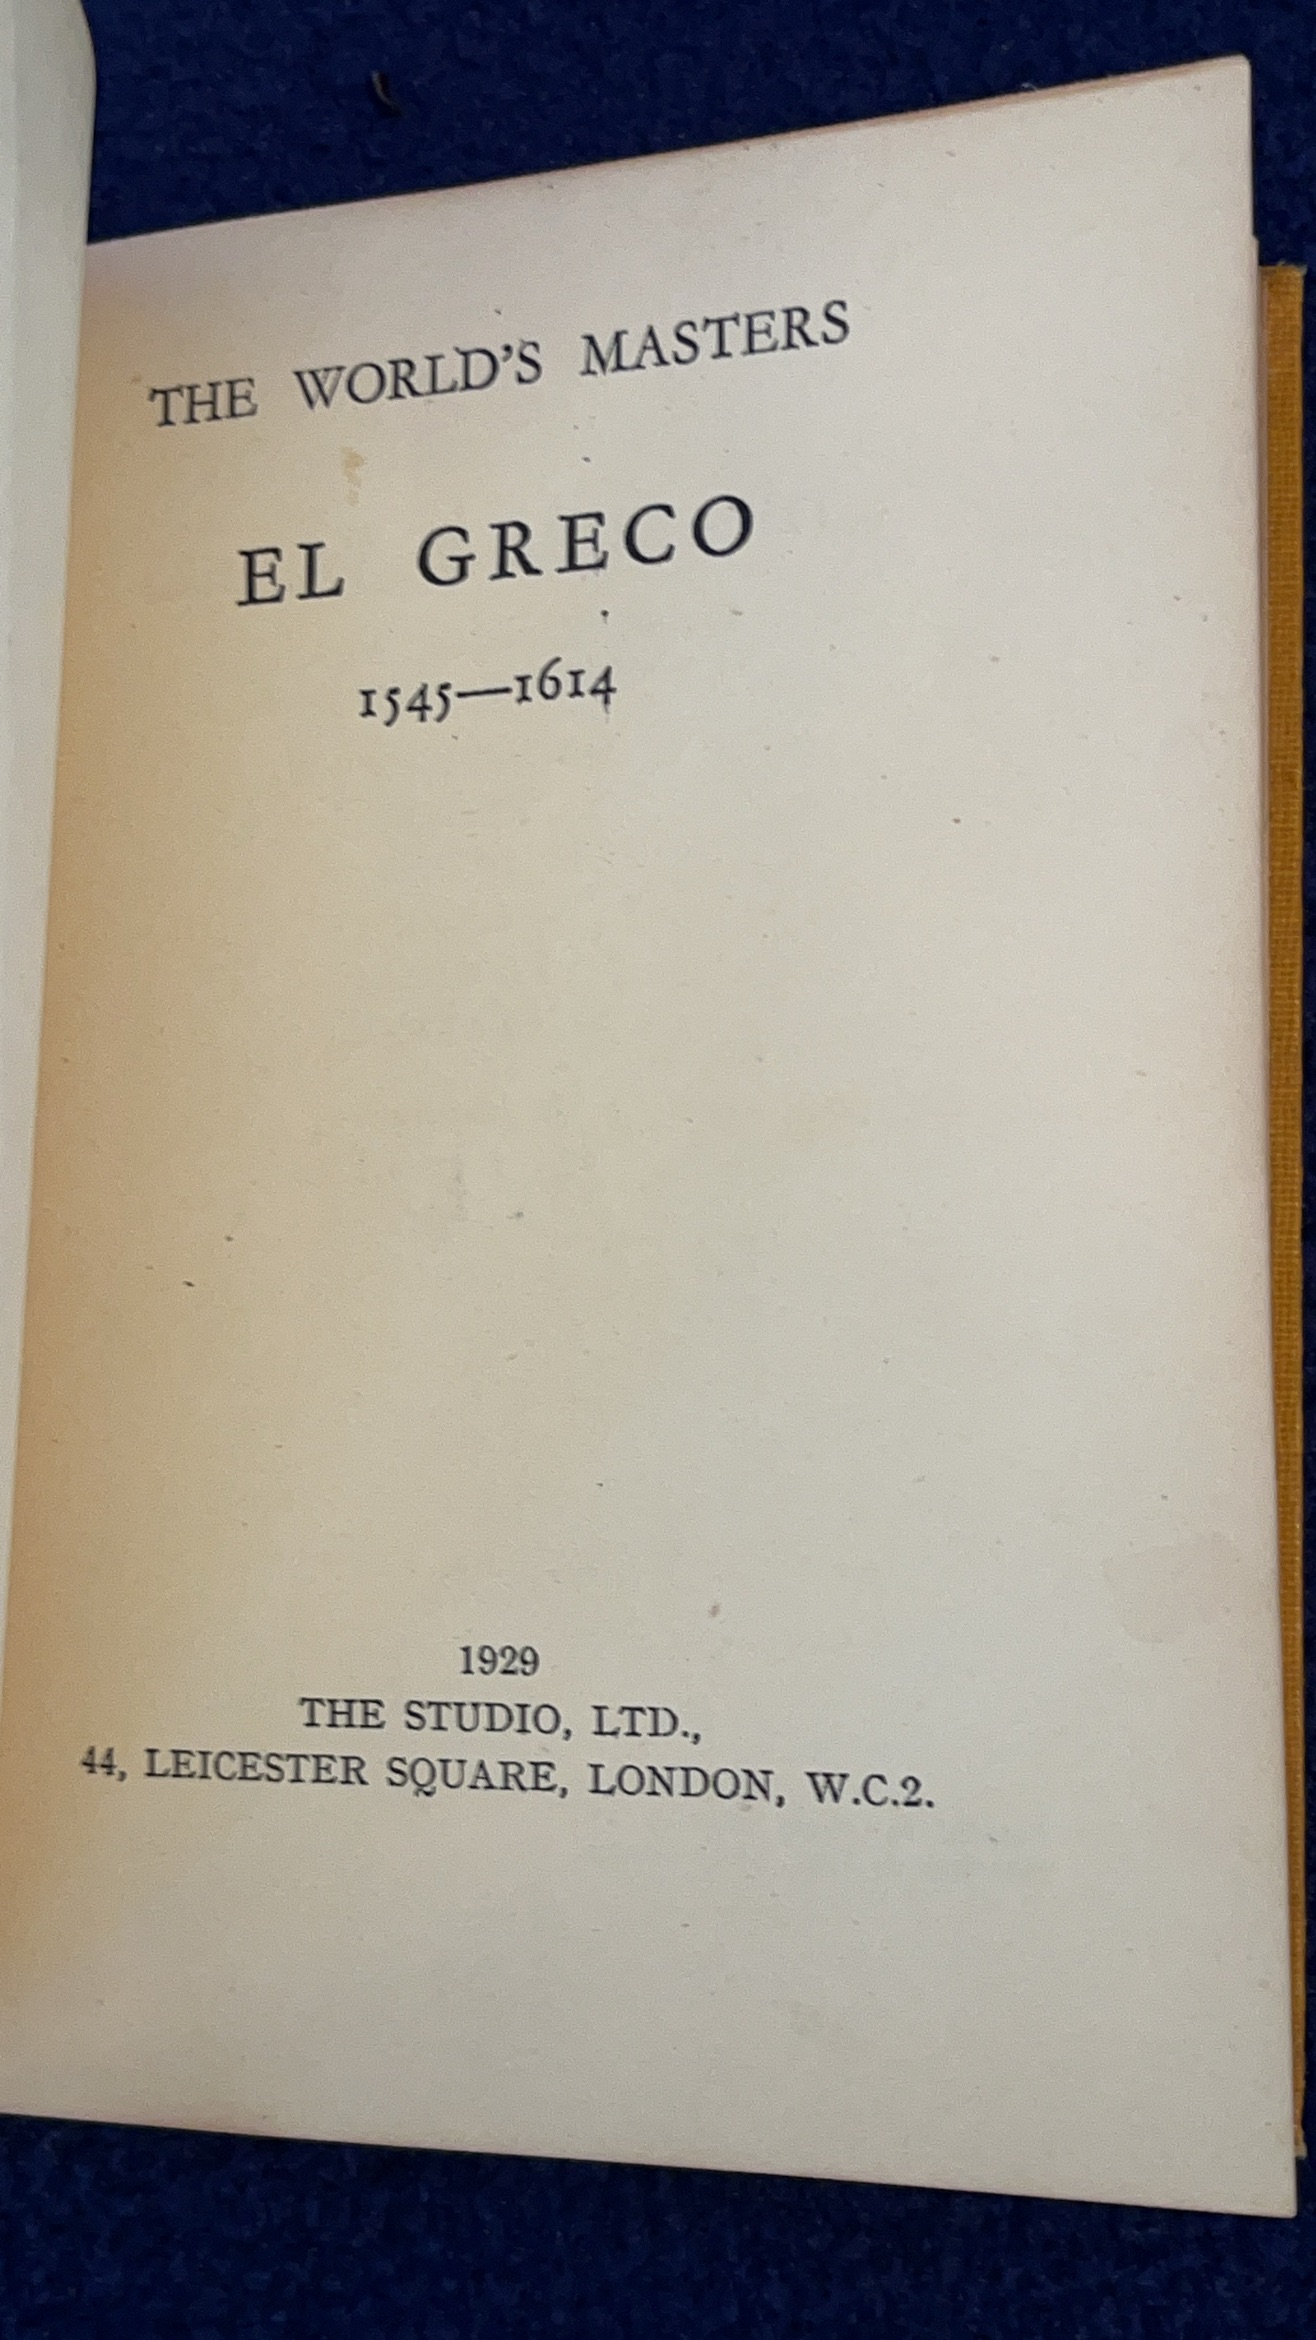 THE WORLD'S MASTERS
EL GRECO
1545—1614
1929
THE STUDIO, LTD.,
44, LEICESTER SQUARE, LONDON, W.C.2.